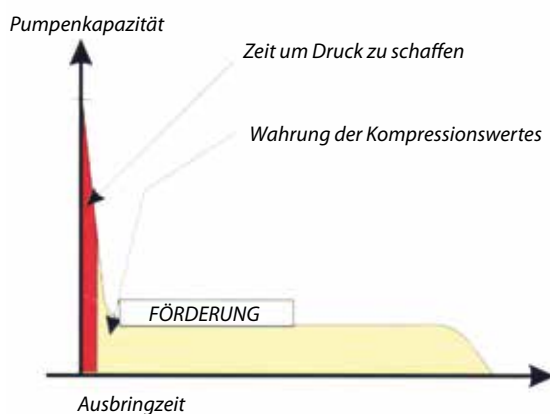 Pumpenkapazität
Zeit um Druck zu schaffen
Wahrung der Kompressionswertes
FÖRDERUNG
Ausbringzeit